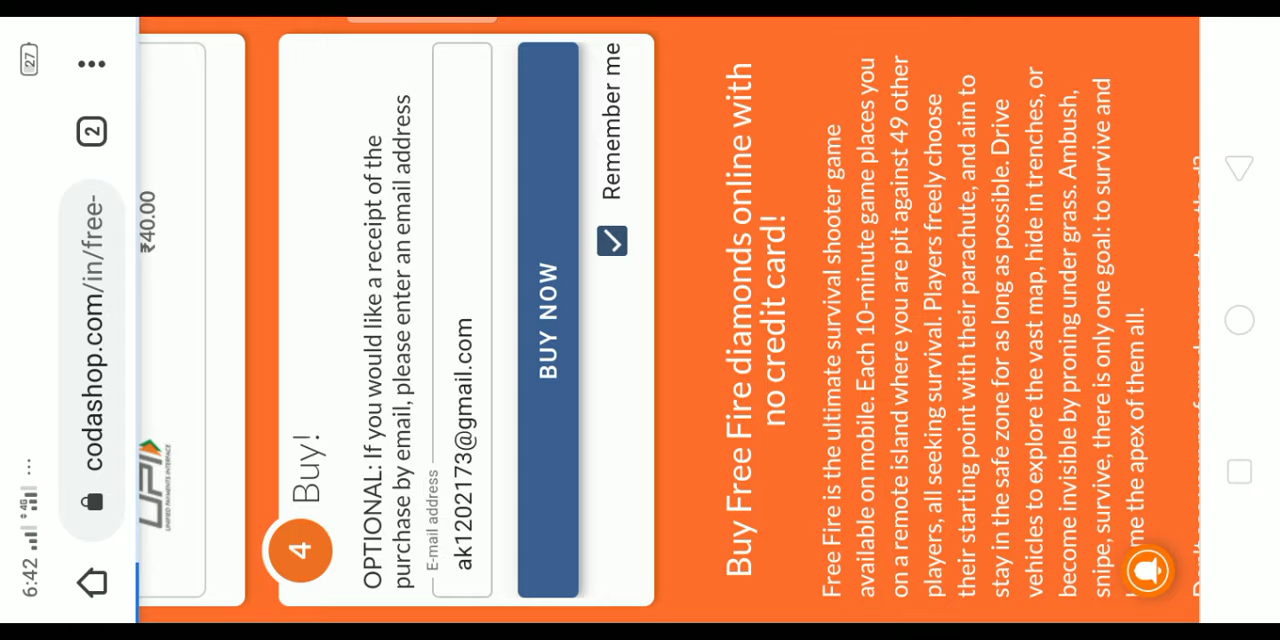 6:42 4G ... 27
codashop.com/in/free- 2
UPI ₹40.00
UNIFIED PAYMENTS INTERFACE
4 Buy!
OPTIONAL: If you would like a receipt of the
purchase by email, please enter an email address
E-mail address
ak1202173@gmail.com
BUY NOW
Remember me
Buy Free Fire diamonds online with
no credit card!
Free Fire is the ultimate survival shooter game
available on mobile. Each 10-minute game places you
on a remote island where you are pit against 49 other
players, all seeking survival. Players freely choose
their starting point with their parachute, and aim to
stay in the safe zone for as long as possible. Drive
vehicles to explore the vast map, hide in trenches, or
become invisible by proning under grass. Ambush,
snipe, survive, there is only one goal: to survive and
me the apex of them all.